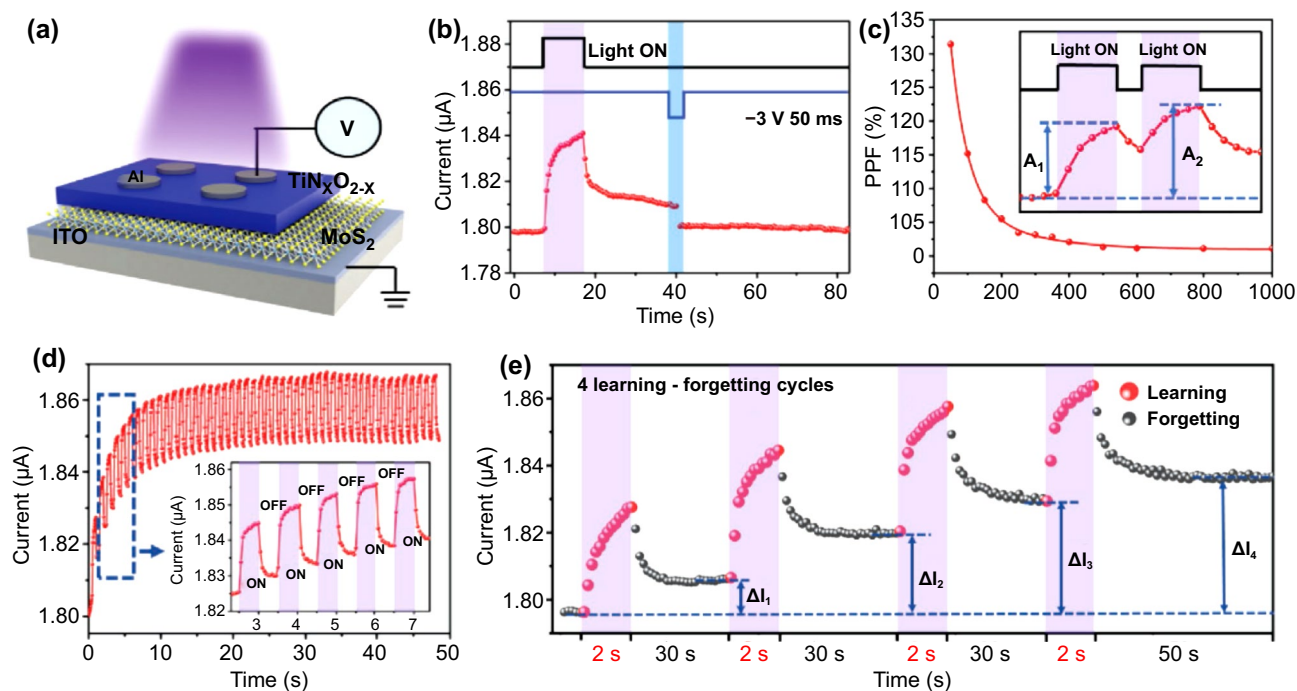 (a)
V
Al
TiNXO2-X
ITO
MoS2
(b)
1.88
1.84
1.82
1.80
1.78
Current (µA)
Light ON
−3 V 50 ms
0 20 40 60 80
Time (s)
(c)
130
125
120
115
110
105
PPF (%)
Light ON Light ON
A1
A2
0 200 400 600 800 1000
(d)
1.86
1.84
1.82
1.80
Current (µA)
0 10 20 30 40 50
Time (s)
1.86
1.85
1.84
1.83
1.82
Current (µA)
OFF OFF OFF OFF
ON ON ON ON ON
3 4 5 6 7
(e)
4 learning - forgetting cycles
Learning
Forgetting
1.86
1.84
1.82
1.80
Current (µA)
ΔI1
ΔI2
ΔI3
ΔI4
2 s 30 s 2 s 30 s 2 s 30 s 2 s 50 s
Time (s)